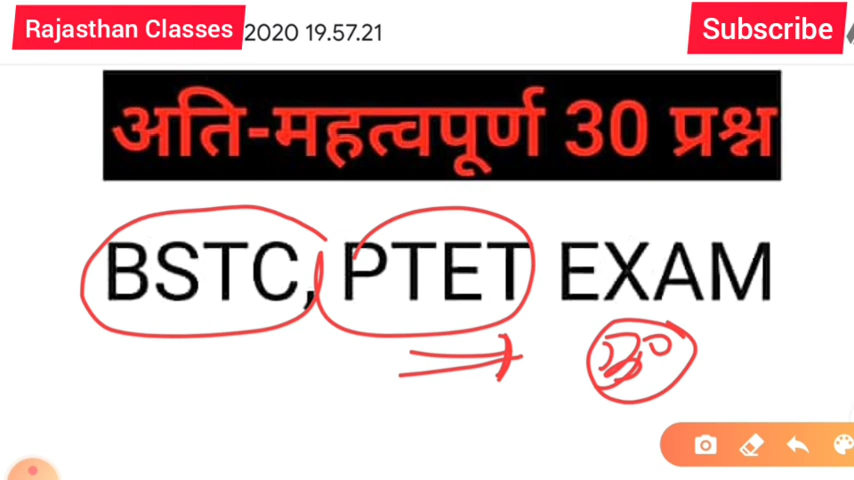 Rajasthan Classes 2020 19.57.21 Subscribe
अति-महत्वपूर्ण 30 प्रश्न
BSTC, PTET EXAM